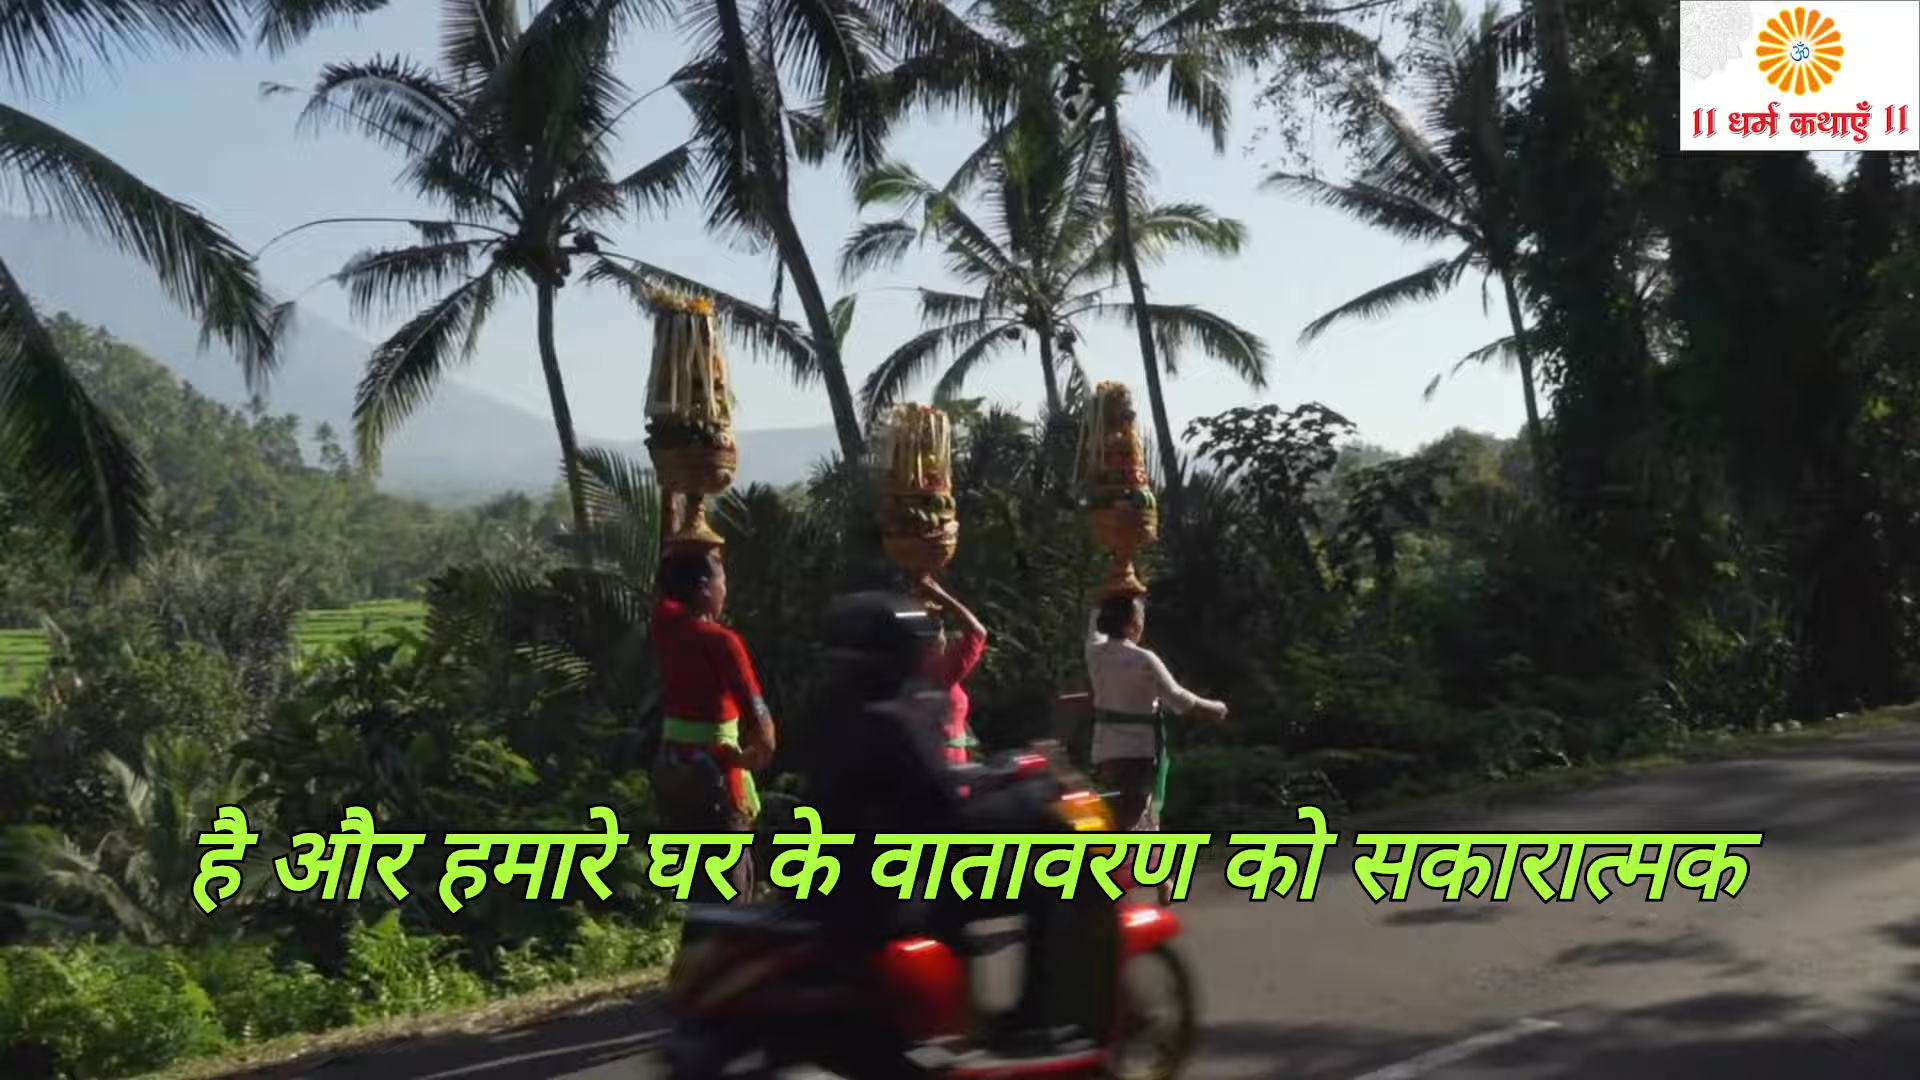 ॐ
।। धर्म कथाएँ ।।
है और हमारे घर के वातावरण को सकारात्मक